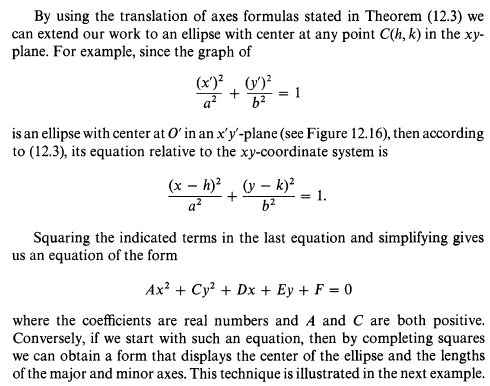 By using the translation of axes formulas stated in Theorem (12.3) we
can extend our work to an ellipse with center at any point C(h, k) in the xy-
plane. For example, since the graph of
(x′)²/a² + (y′)²/b² = 1
is an ellipse with center at O′ in an x′y′-plane (see Figure 12.16), then according
to (12.3), its equation relative to the xy-coordinate system is
(x − h)²/a² + (y − k)²/b² = 1.
Squaring the indicated terms in the last equation and simplifying gives
us an equation of the form
Ax² + Cy² + Dx + Ey + F = 0
where the coefficients are real numbers and A and C are both positive.
Conversely, if we start with such an equation, then by completing squares
we can obtain a form that displays the center of the ellipse and the lengths
of the major and minor axes. This technique is illustrated in the next example.